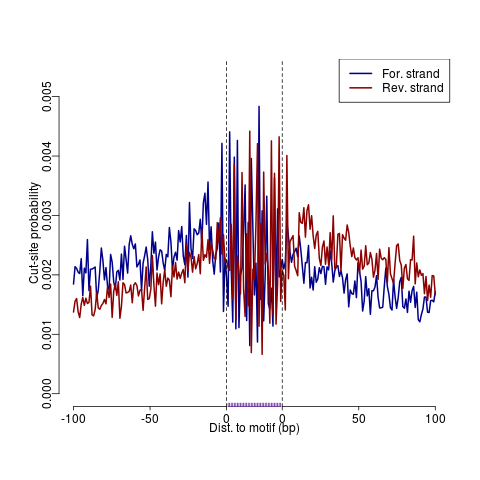 For. strand
Rev. strand
Cut-site probability
0.005
0.004
0.003
0.002
0.001
0.000
-100 -50 0 0 50 100
Dist. to motif (bp)